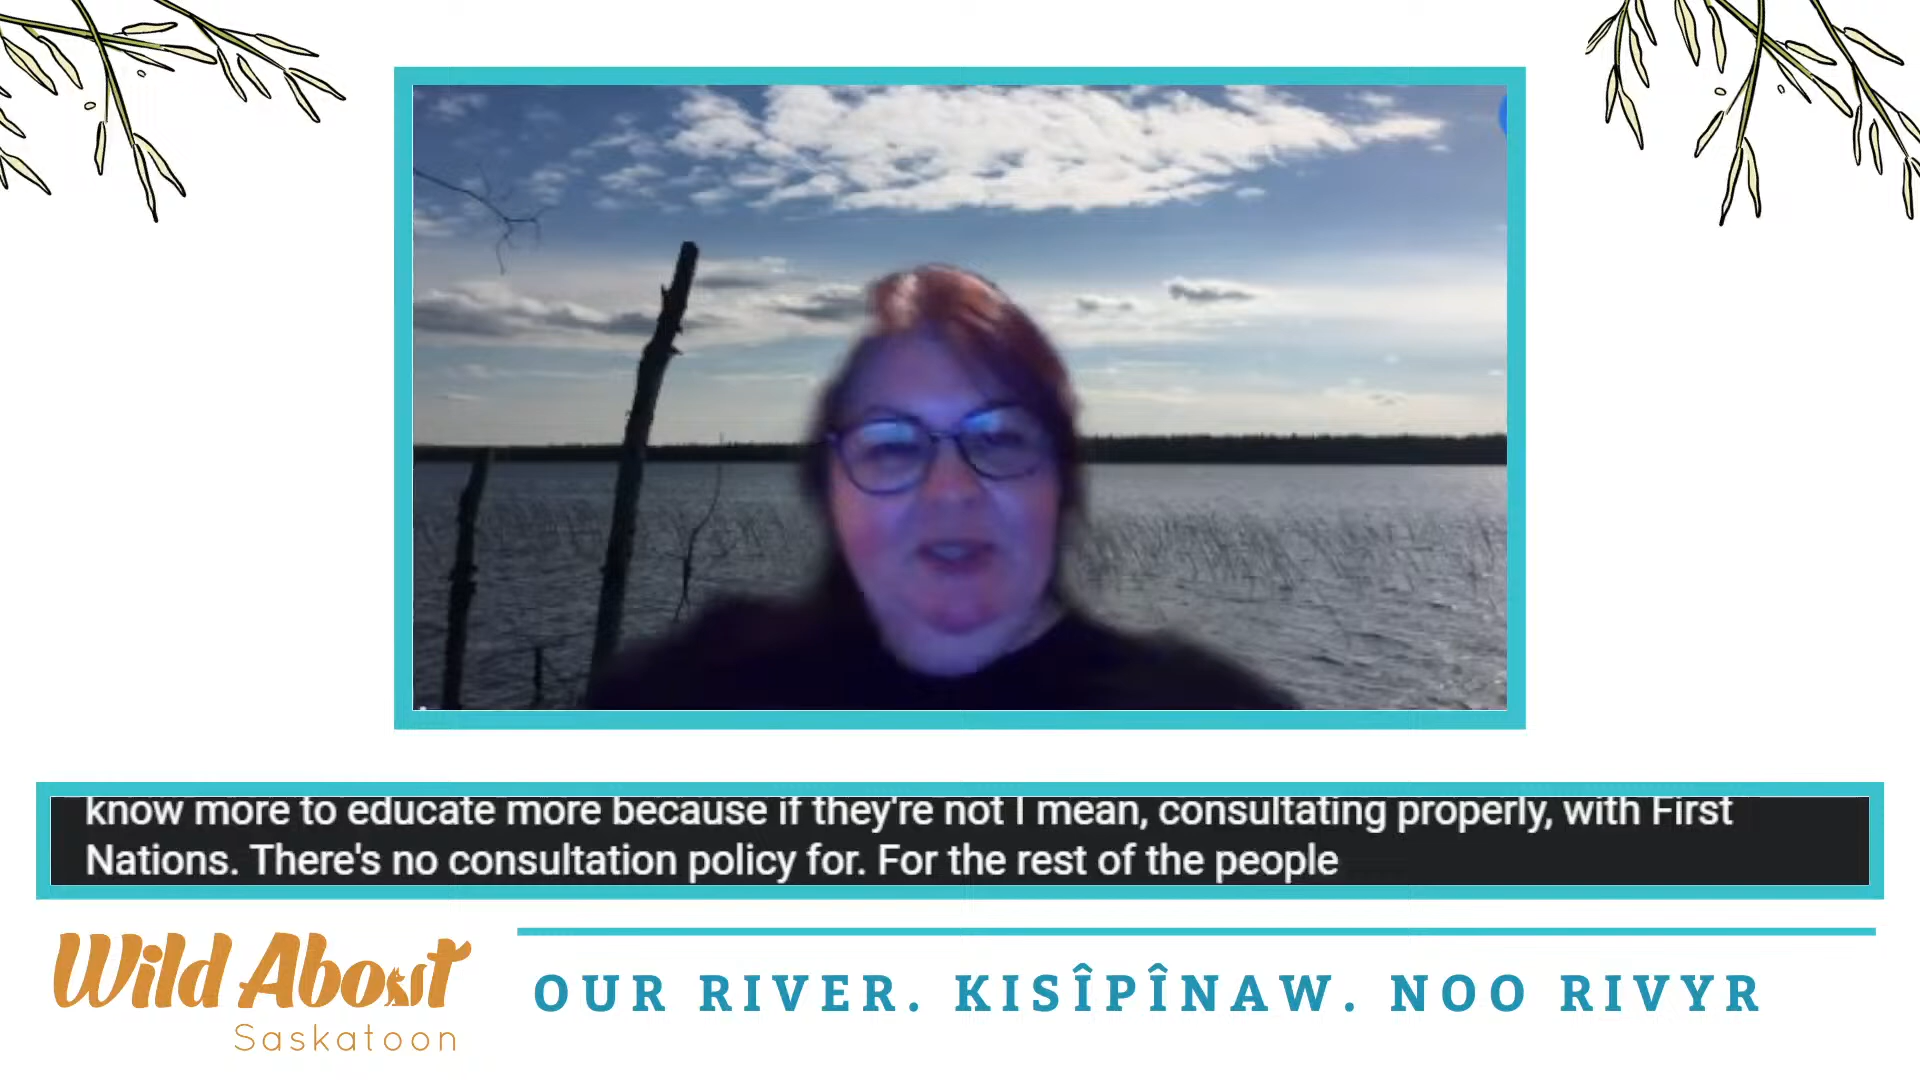 know more to educate more because if they're not I mean, consultating properly, with First
Nations. There's no consultation policy for. For the rest of the people
Wild About
Saskatoon
OUR RIVER. KISÎPÎNAW. NOO RIVYR